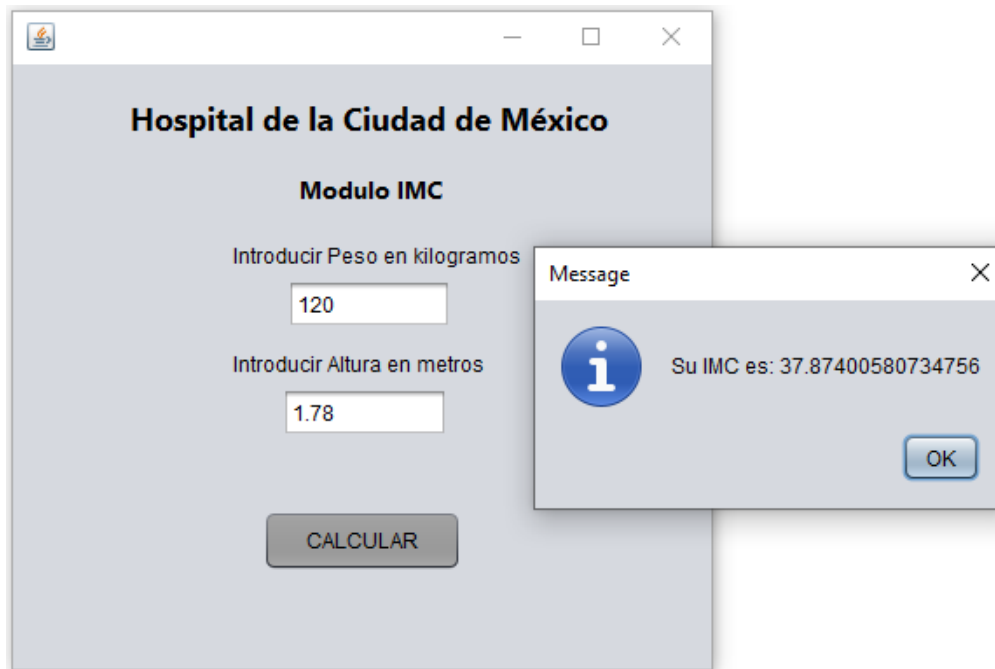 Hospital de la Ciudad de México
Modulo IMC
Introducir Peso en kilogramos
120
Introducir Altura en metros
1.78
CALCULAR
Message
Su IMC es: 37.87400580734756
OK